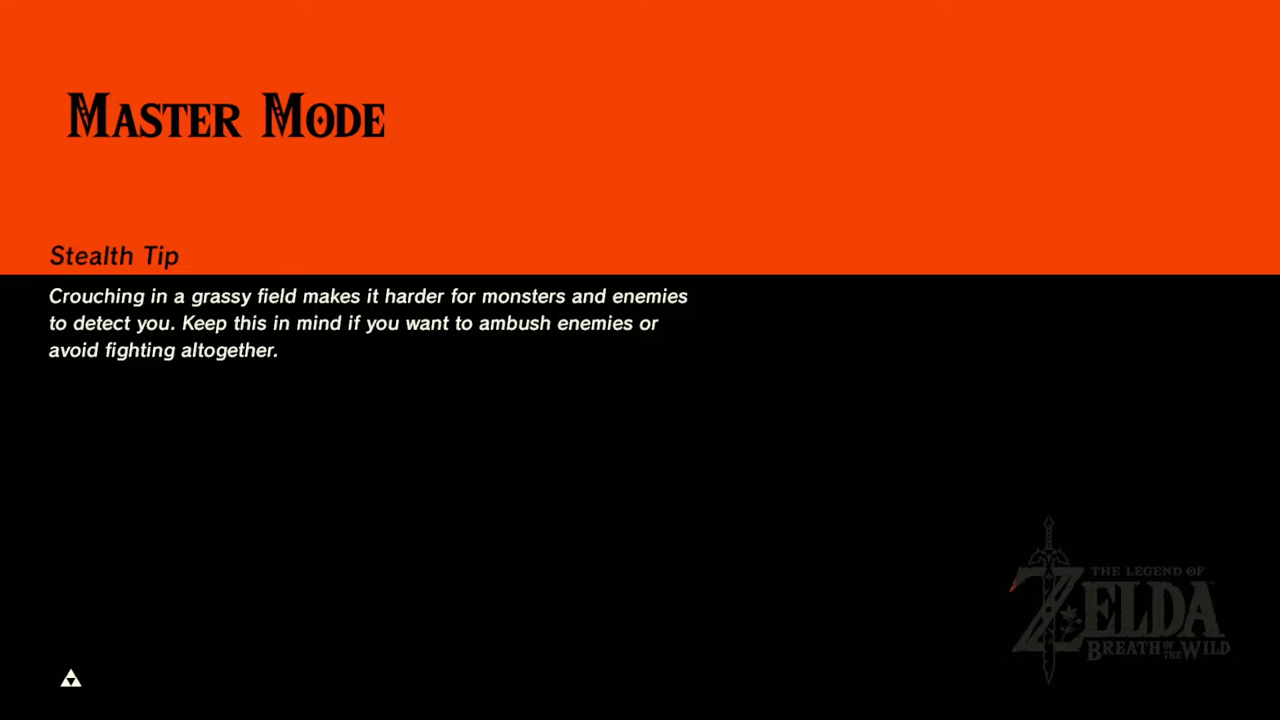 Master Mode
Stealth Tip
Crouching in a grassy field makes it harder for monsters and enemies
to detect you. Keep this in mind if you want to ambush enemies or
avoid fighting altogether.
THE LEGEND OF
ZELDA
BREATH OF THE WILD